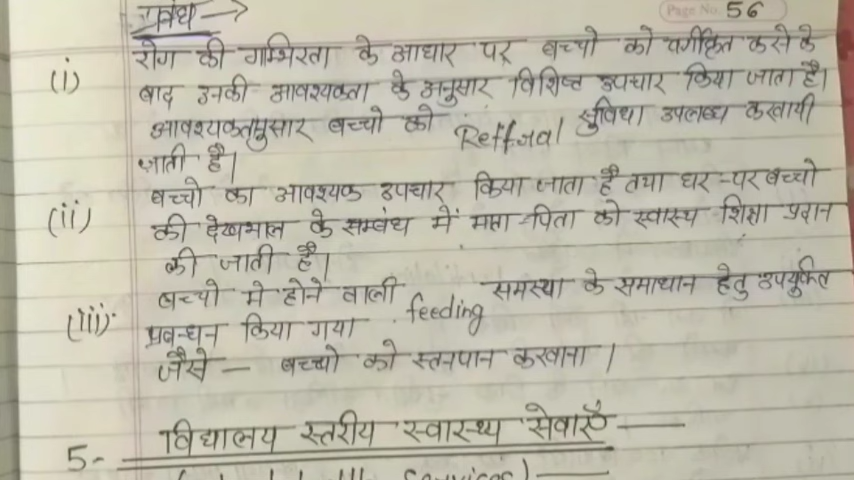 Page No. 56
प्रबंध →
(i) रोग की गम्भिरता के आधार पर बच्चो को वर्गीकृत करने के
बाद उनकी आवश्यकता के अनुसार विशिष्ट उपचार किया जाता है।
आवश्यकतानुसार बच्चो को Refferal सुविधा उपलब्ध करवायी
जाती है।
(ii) बच्चो का आवश्यक उपचार किया जाता है तथा घर-पर बच्चो
की देखभाल के सम्बंध में माता-पिता को स्वास्थ शिक्षा प्रदान
की जाती है।
(iii) बच्चो मे होने वाली feeding समस्या के समाधान हेतु उपयुक्त
प्रबन्धन किया गया
जैसे — बच्चो को स्तनपान करवाना।
5- विद्यालय स्तरीय स्वास्थ्य सेवाएँ —